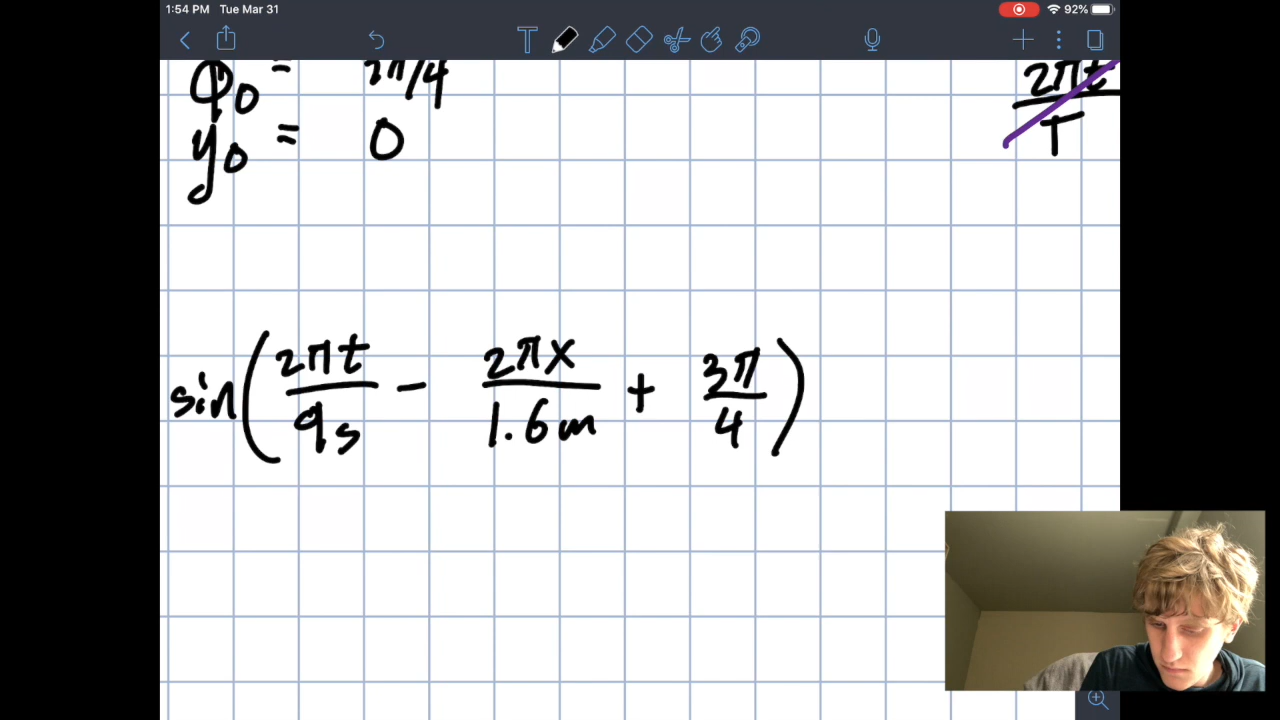 1:54 PM Tue Mar 31
92%
T
ϕ0 = 3π/4
2πt
T
y0 = 0
sin(2πt/9s - 2πx/1.6m + 3π/4)